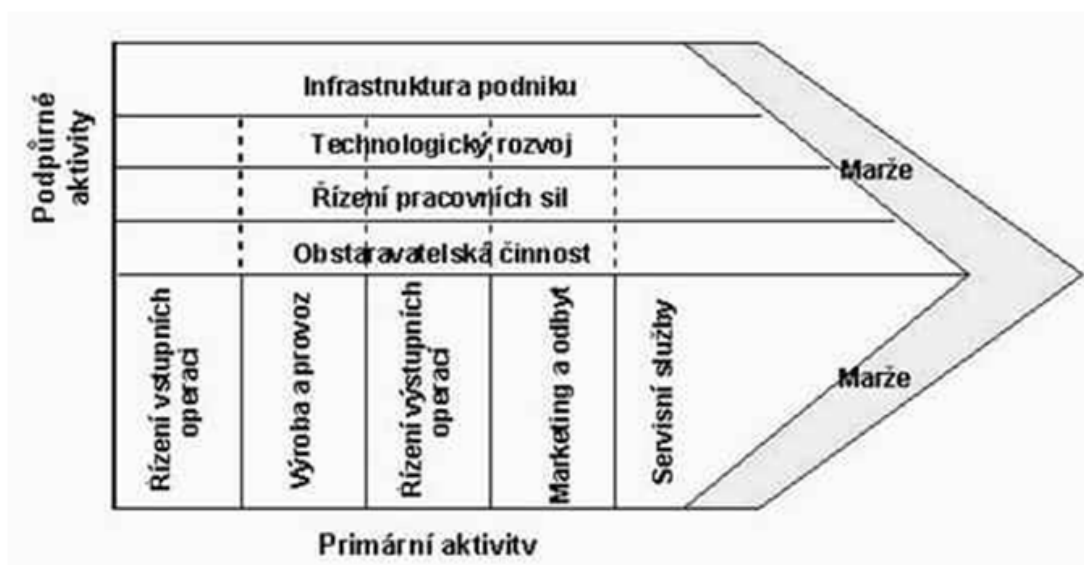 Podpůrné
aktivity
Infrastruktura podniku
Technologický rozvoj
Řízení pracovních sil
Obstaravatelská činnost
Marže
Řízení vstupních
operací
Výroba a provoz
Řízení výstupních
operací
Marketing a odbyt
Servisní služby
Marže
Primární aktivity